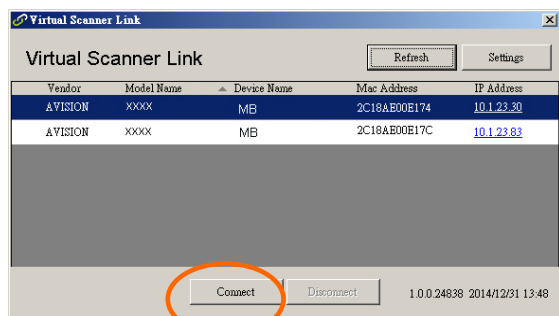 Virtual Scanner Link
Virtual Scanner Link Refresh Settings
Vendor Model Name Device Name Mac Address IP Address
AVISION XXXX MB 2C18AE00E174 10.1.23.30
AVISION XXXX MB 2C18AE00E17C 10.1.23.83
Connect Disconnect 1.0.0.24838 2014/12/31 13:48